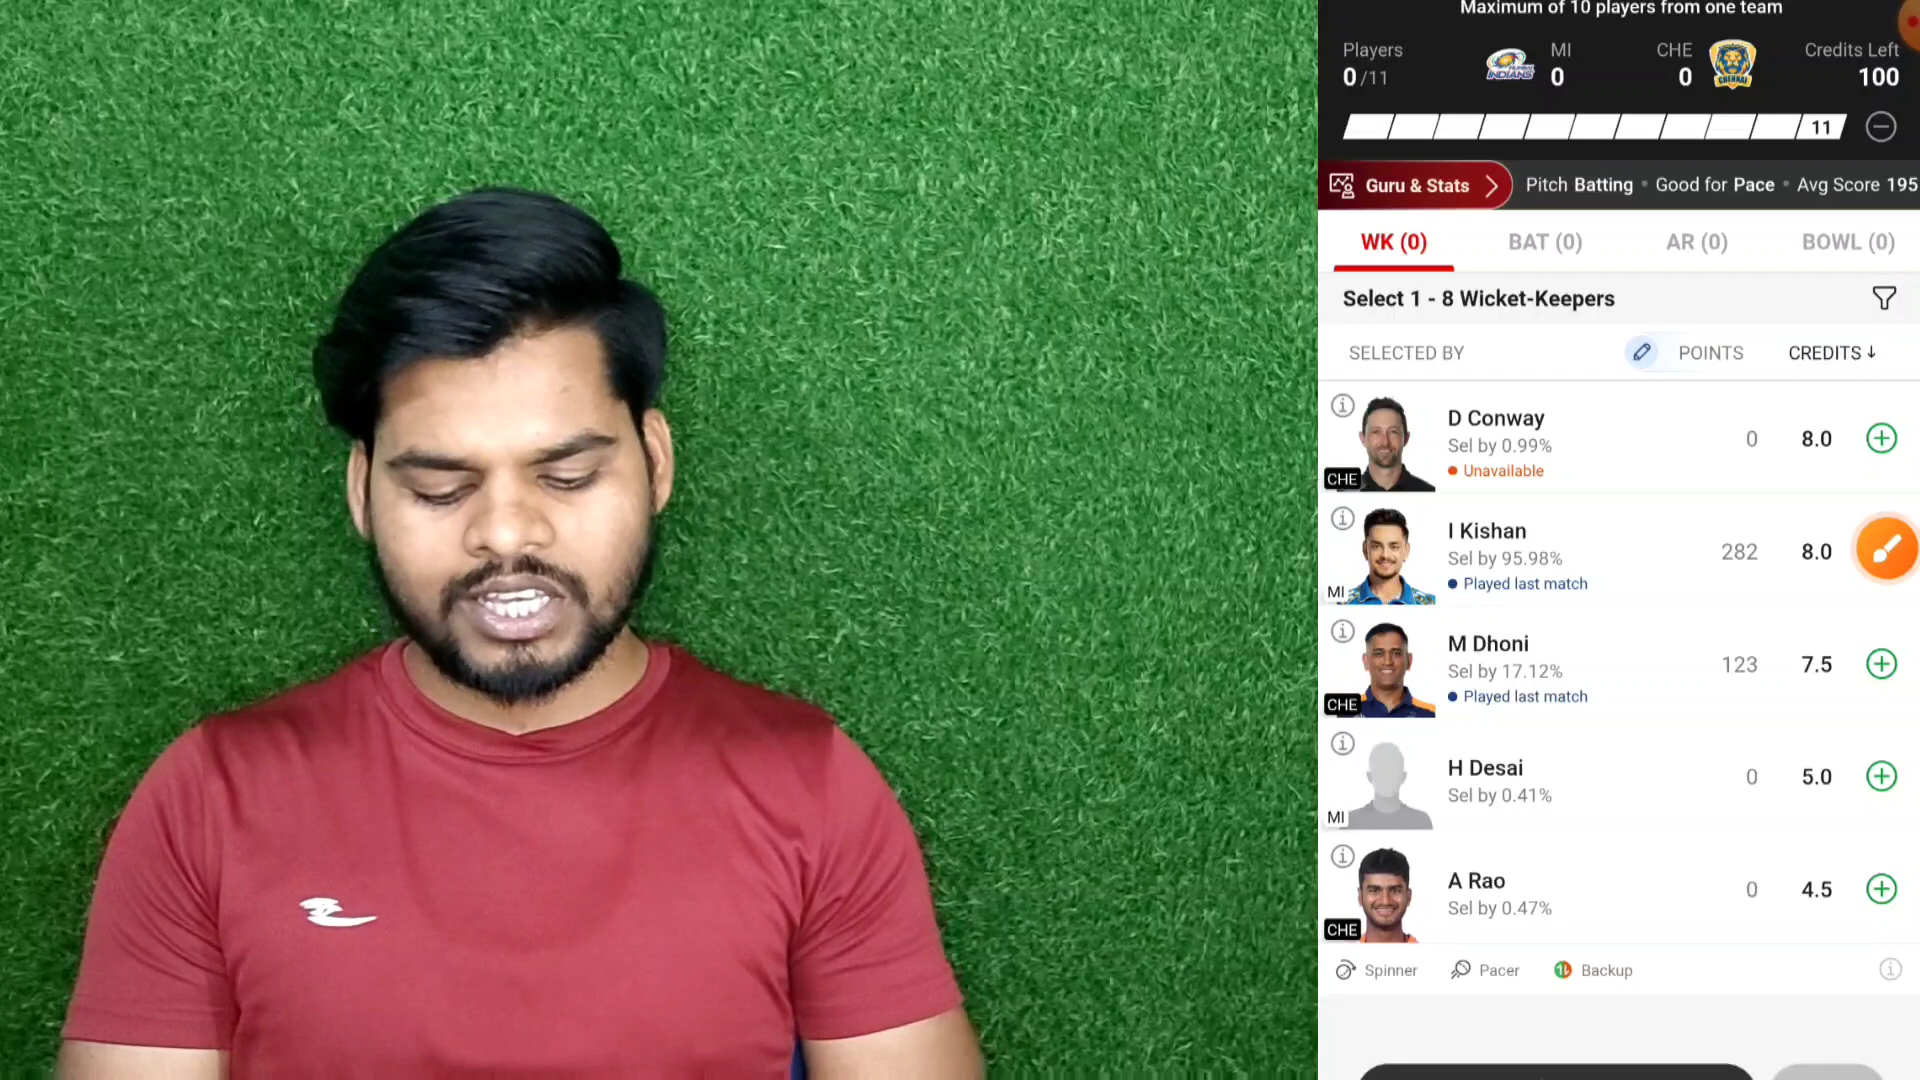 Maximum of 10 players from one team
Players MI CHE Credits Left
0 /11 INDIANS 0 0 CHENNAI 100
11
Guru & Stats Pitch Batting • Good for Pace • Avg Score 195
WK (0) BAT (0) AR (0) BOWL (0)
Select 1 - 8 Wicket-Keepers
SELECTED BY POINTS CREDITS ↓
D Conway
Sel by 0.99% 0 8.0
Unavailable
CHE
I Kishan
Sel by 95.98% 282 8.0
Played last match
MI
M Dhoni
Sel by 17.12% 123 7.5
Played last match
CHE
H Desai
Sel by 0.41% 0 5.0
MI
A Rao
Sel by 0.47% 0 4.5
CHE
Spinner Pacer Backup